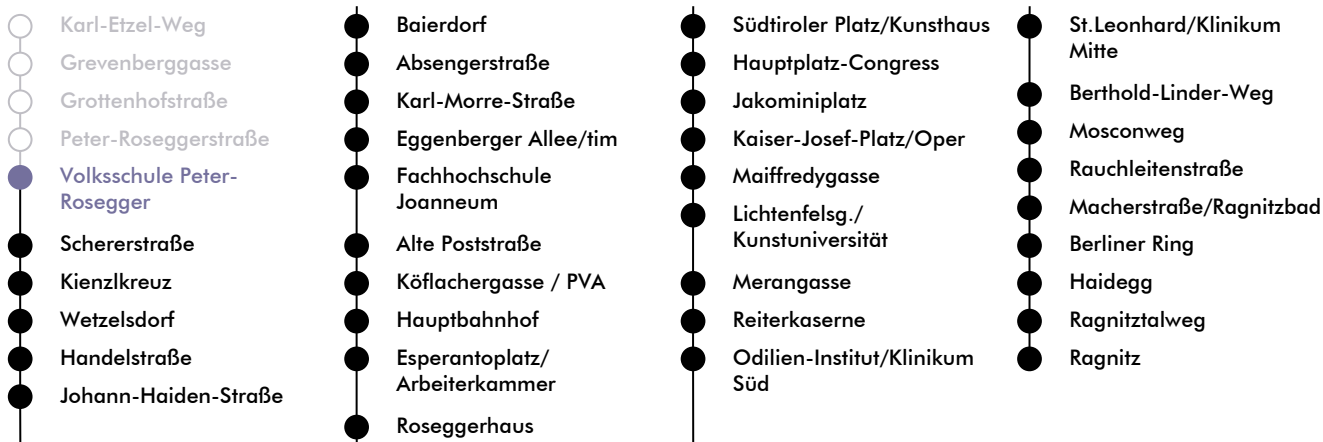 Karl-Etzel-Weg
Grevenberggasse
Grottenhofstraße
Peter-Roseggerstraße
Volksschule Peter-
Rosegger
Schererstraße
Kienzlkreuz
Wetzelsdorf
Handelstraße
Johann-Haiden-Straße
Baierdorf
Absengerstraße
Karl-Morre-Straße
Eggenberger Allee/tim
Fachhochschule
Joanneum
Alte Poststraße
Köflachergasse / PVA
Hauptbahnhof
Esperantoplatz/
Arbeiterkammer
Roseggerhaus
Südtiroler Platz/Kunsthaus
Hauptplatz-Congress
Jakominiplatz
Kaiser-Josef-Platz/Oper
Maiffredygasse
Lichtenfelsg./
Kunstuniversität
Merangasse
Reiterkaserne
Odilien-Institut/Klinikum
Süd
St.Leonhard/Klinikum
Mitte
Berthold-Linder-Weg
Mosconweg
Rauchleitenstraße
Macherstraße/Ragnitzbad
Berliner Ring
Haidegg
Ragnitztalweg
Ragnitz